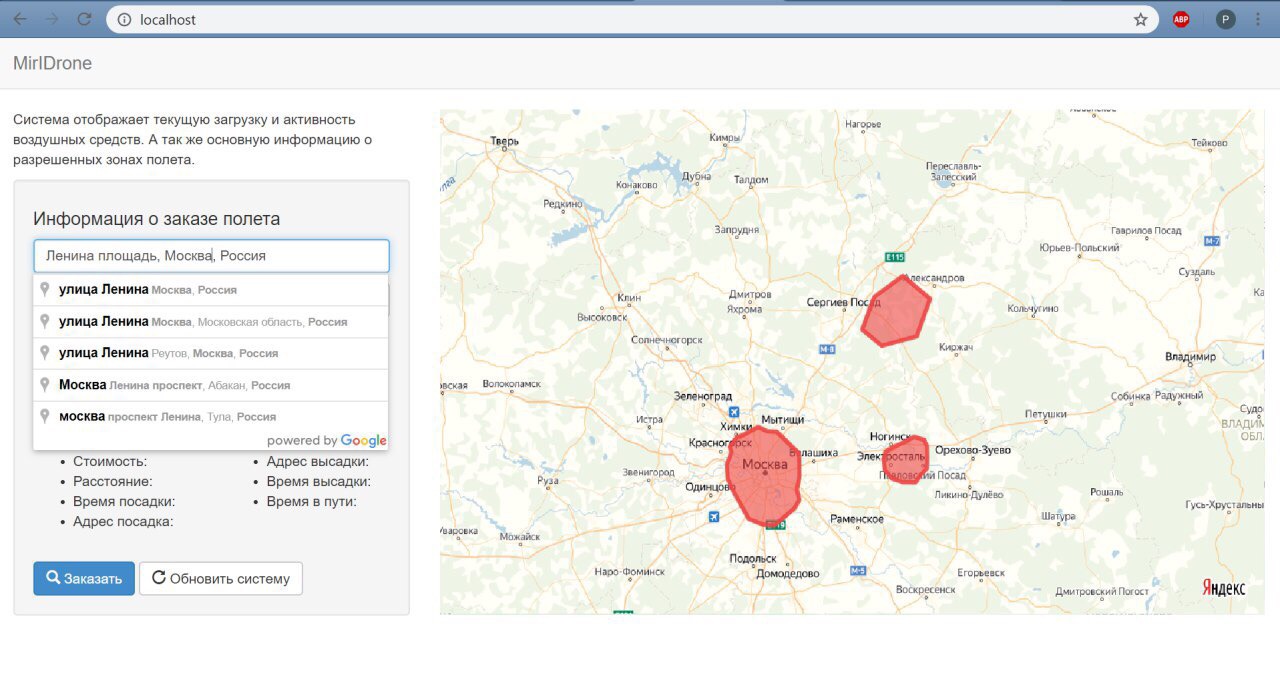 localhost
ABP
P
MirIDrone
Система отображает текущую загрузку и активность
воздушных средств. А так же основную информацию о
разрешенных зонах полета.
Информация о заказе полета
Ленина площадь, Москва, Россия
улица Ленина Москва, Россия
улица Ленина Москва, Московская область, Россия
улица Ленина Реутов, Москва, Россия
Москва Ленина проспект, Абакан, Россия
москва проспект Ленина, Тула, Россия
powered by Google
Стоимость:
Расстояние:
Время посадки:
Адрес посадка:
Адрес высадки:
Время высадки:
Время в пути:
Заказать
Обновить систему
Нагорье
Кимры
Тверь
Тейково
Переславль-
Залесский
Дубна
Талдом
Конаково
Редкино
Запрудня
Гаврилов Посад
М-7
Юрьев-Польский
E115
Суздаль
Александров
Клин
Дмитров
Сергиев Посад
Яхрома
Кольчугино
Высоковск
Солнечногорск
М-8
Киржач
Владимир
Волоколамск
Зеленоград
Собинка
Радужный
Петушки
Истра
Химки
Мытищи
Красногорск
Ногинск
Балашиха
Электросталь
Орехово-Зуево
Москва
Звенигород
Павловский Посад
Руза
Одинцово
Ликино-Дулёво
Рошаль
Гусь-Хрустальны
Раменское
Шатура
Можайск
Подольск
Наро-Фоминск
Домодедово
М-5
Егорьевск
Воскресенск
Дмитровский Погост
Яндекс